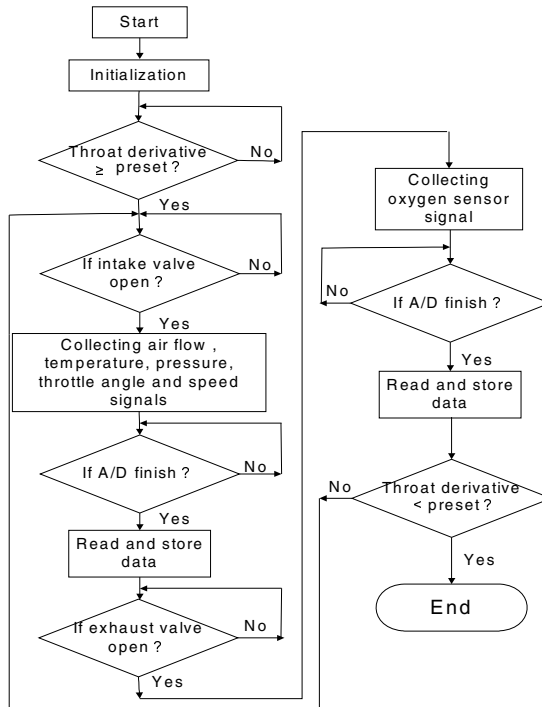 Start
Initialization
Throat derivative
≥ preset ?
No
Yes
If intake valve
open ?
No
Yes
Collecting air flow ,
temperature, pressure,
throttle angle and speed
signals
If A/D finish ?
No
Yes
Read and store
data
If exhaust valve
open ?
No
Yes
Collecting
oxygen sensor
signal
If A/D finish ?
No
Yes
Read and store
data
Throat derivative
< preset ?
No
Yes
End